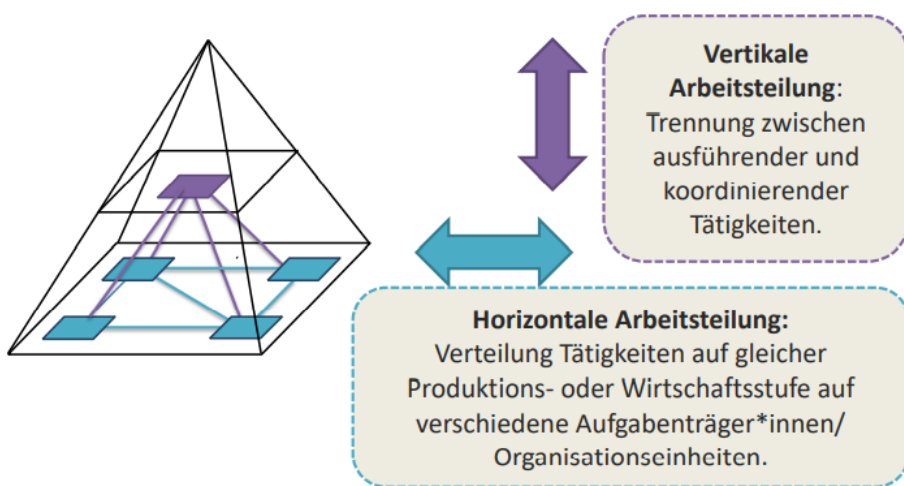 Vertikale
Arbeitsteilung:
Trennung zwischen
ausführender und
koordinierender
Tätigkeiten.
Horizontale Arbeitsteilung:
Verteilung Tätigkeiten auf gleicher
Produktions- oder Wirtschaftsstufe auf
verschiedene Aufgabenträger*innen/
Organisationseinheiten.